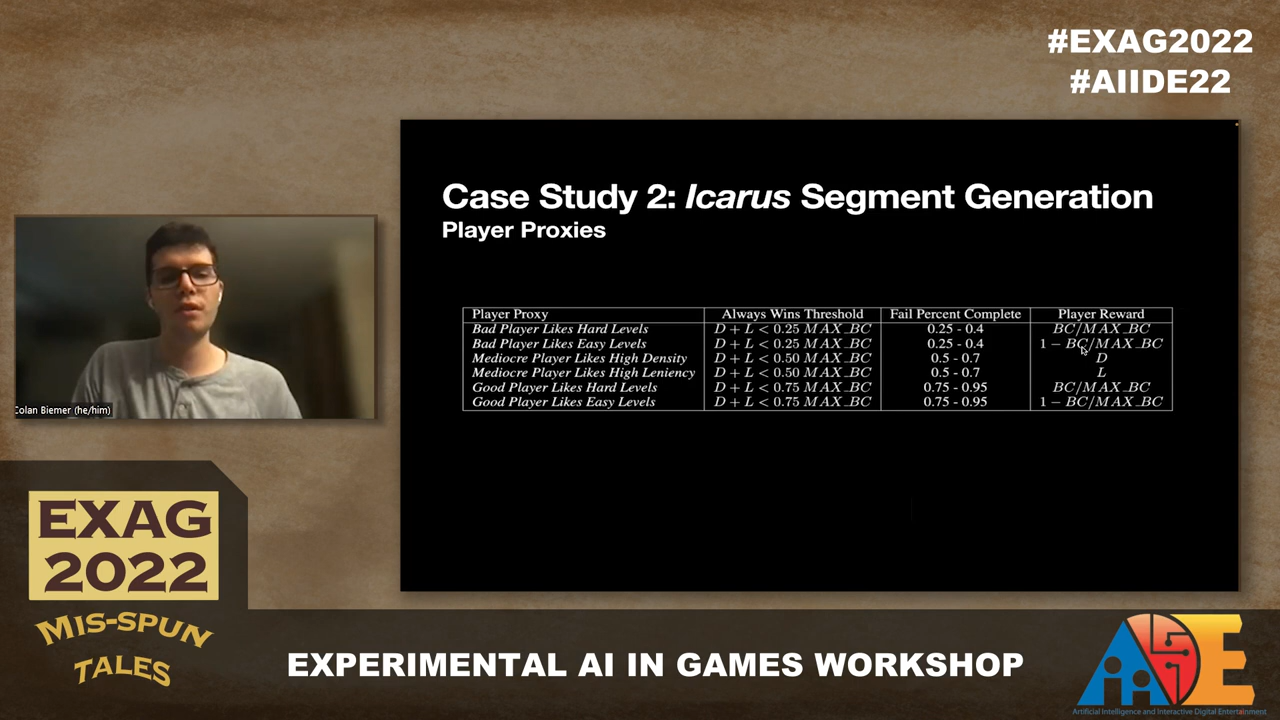 #EXAG2022
#AIIDE22
Case Study 2: Icarus Segment Generation
Player Proxies
Player Proxy Always Wins Threshold Fail Percent Complete Player Reward
Bad Player Likes Hard Levels D + L < 0.25 MAX_BC 0.25 - 0.4 BC/MAX_BC
Bad Player Likes Easy Levels D + L < 0.25 MAX_BC 0.25 - 0.4 1 − BC/MAX_BC
Mediocre Player Likes High Density D + L < 0.50 MAX_BC 0.5 - 0.7 D
Mediocre Player Likes High Leniency D + L < 0.50 MAX_BC 0.5 - 0.7 L
Good Player Likes Hard Levels D + L < 0.75 MAX_BC 0.75 - 0.95 BC/MAX_BC
Good Player Likes Easy Levels D + L < 0.75 MAX_BC 0.75 - 0.95 1 − BC/MAX_BC
Colan Biemer (he/him)
EXAG
2022
MIS-SPUN
TALES
EXPERIMENTAL AI IN GAMES WORKSHOP
AIIDE
Artificial Intelligence and Interactive Digital Entertainment